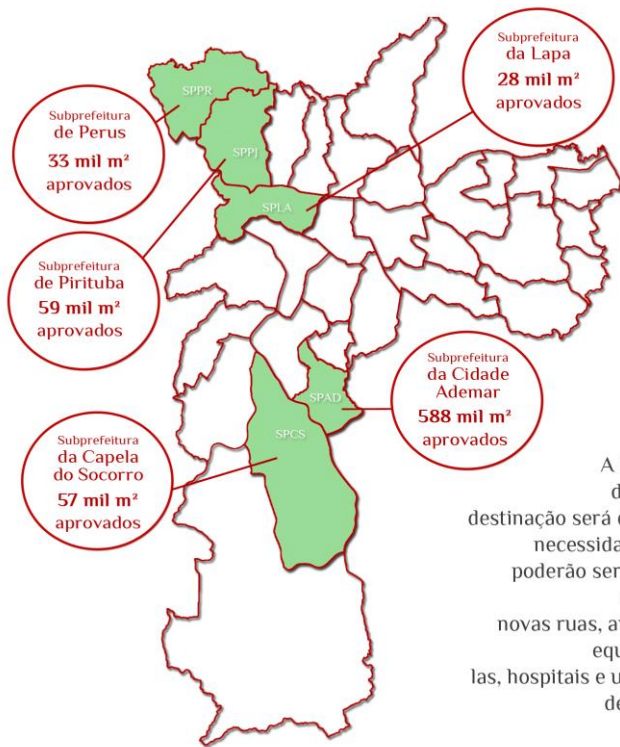 Subprefeitura
da Lapa
28 mil m²
aprovados
SPPR
Subprefeitura
de Perus
33 mil m²
aprovados
SPPJ
SPLA
Subprefeitura
de Pirituba
59 mil m²
aprovados
Subprefeitura
da Cidade
Ademar
588 mil m²
aprovados
SPAD
SPCS
Subprefeitura
da Capela
do Socorro
57 mil m²
aprovados
A
d
destinação será
necessida
poderão ser
novas ruas, a
equ
las, hospitais e u
de